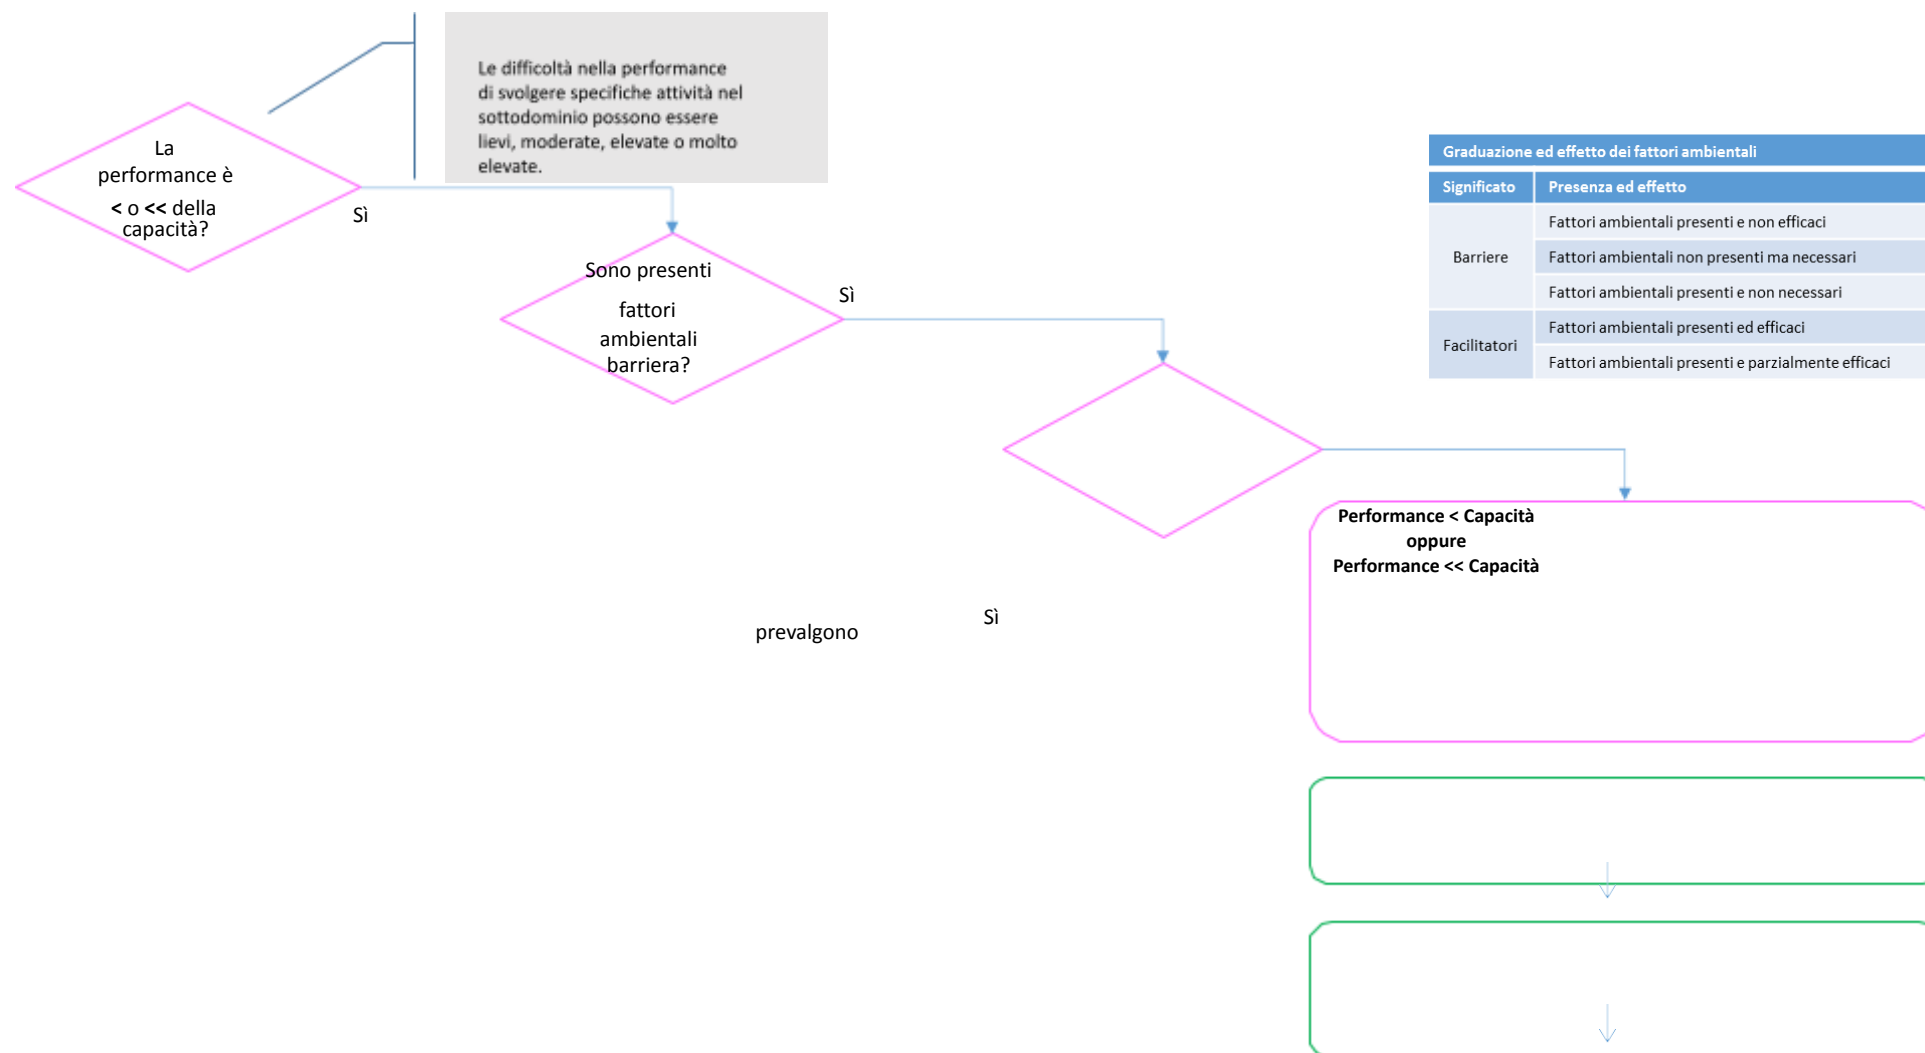 Le difficoltà nella performance
di svolgere specifiche attività nel
sottodominio possono essere
lievi, moderate, elevate o molto
elevate.
La
performance è
< o << della
capacità?
Sì
Sono presenti
fattori
ambientali
barriera?
Sì
Graduazione ed effetto dei fattori ambientali
Significato Presenza ed effetto
Barriere
Fattori ambientali presenti e non efficaci
Fattori ambientali non presenti ma necessari
Fattori ambientali presenti e non necessari
Facilitatori
Fattori ambientali presenti ed efficaci
Fattori ambientali presenti e parzialmente efficaci
Performance < Capacità
oppure
Performance << Capacità
prevalgono
Sì